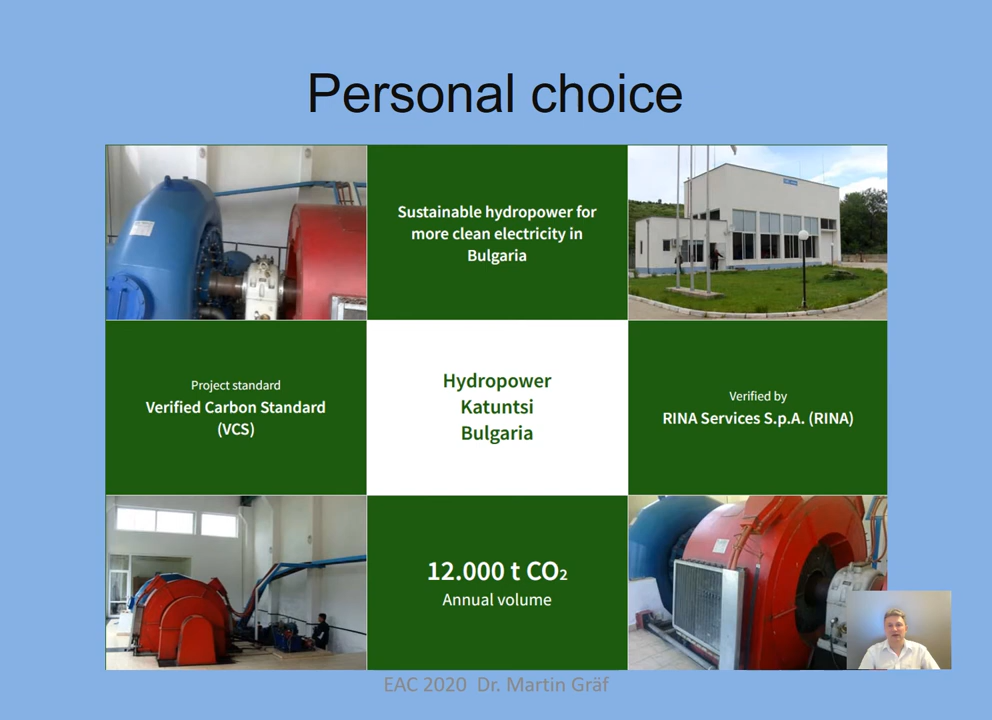 Personal choice
Sustainable hydropower for
more clean electricity in
Bulgaria
Project standard
Verified Carbon Standard
(VCS)
Hydropower
Katuntsi
Bulgaria
Verified by
RINA Services S.p.A. (RINA)
12.000 t CO₂
Annual volume
EAC 2020 Dr. Martin Gräf